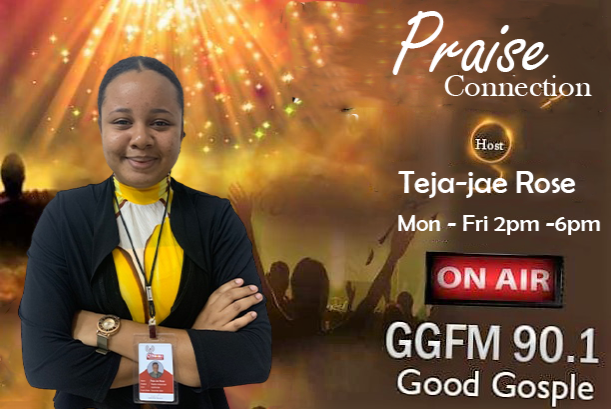 Praise
Connection
Host
Teja-jae Rose
Mon - Fri 2pm -6pm
ON AIR
GGFM 90.1
Good Gosple